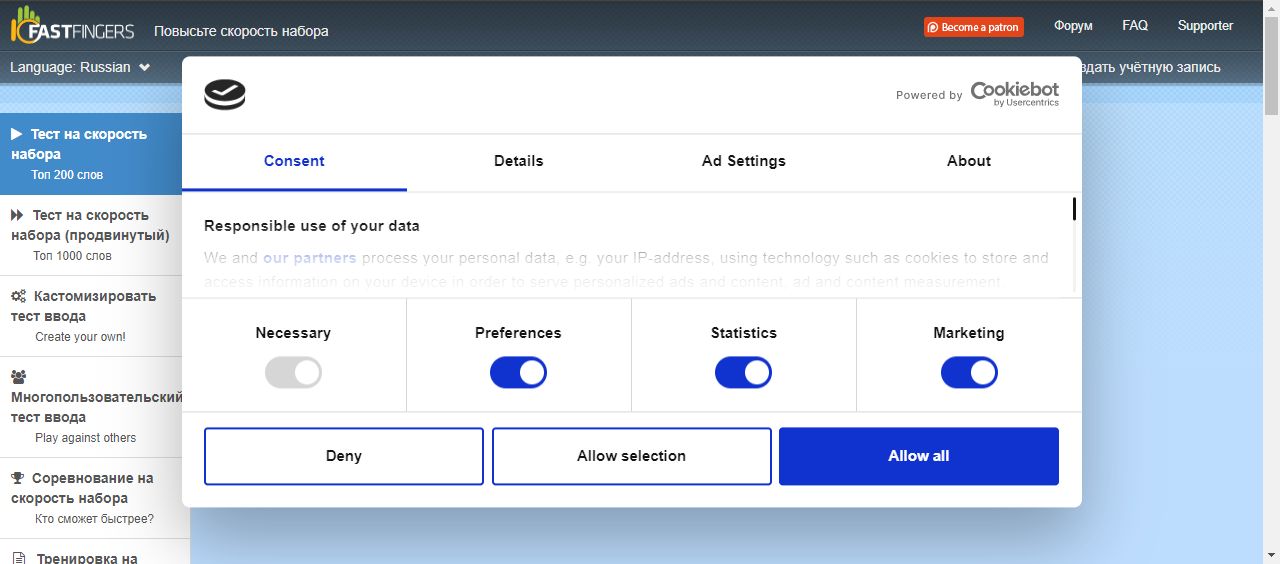 10FASTFINGERS
Повысьте скорость набора
Become a patron
Форум
FAQ
Supporter
Language: Russian
здать учётную запись
Powered by Cookiebot
by Usercentrics
Consent
Details
Ad Settings
About
Responsible use of your data
We and our partners process your personal data, e.g. your IP-address, using technology such as cookies to store and
access information on your device in order to serve personalized ads and content, ad and content measurement,
Necessary
Preferences
Statistics
Marketing
Deny
Allow selection
Allow all
Тест на скорость
набора
Топ 200 слов
Тест на скорость
набора (продвинутый)
Топ 1000 слов
Кастомизировать
тест ввода
Create your own!
Многопользовательский
тест ввода
Play against others
Соревнование на
скорость набора
Кто сможет быстрее?
Тренировка на